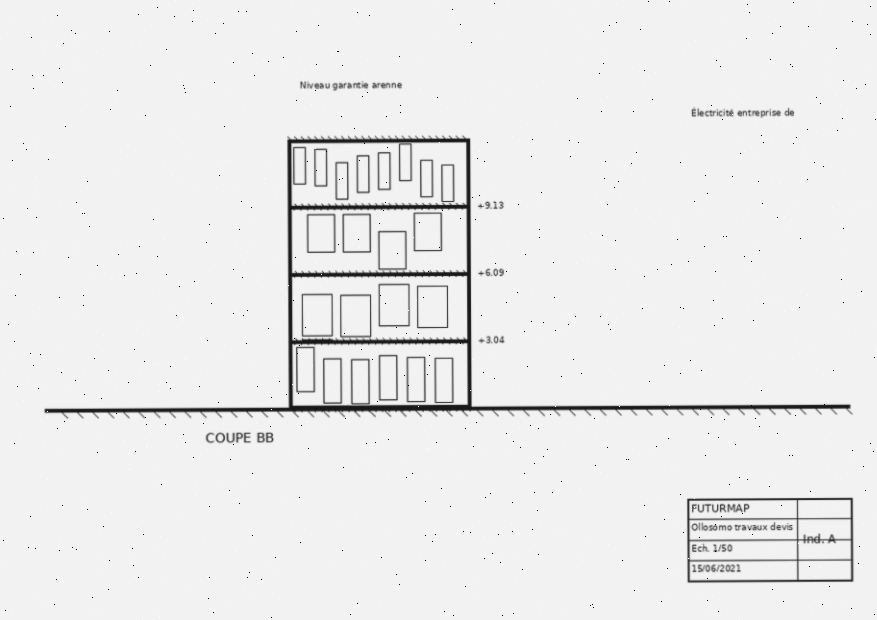 Niveau garantie arenne
Électricité entreprise de
+9.13
+6.09
+3.04
COUPE BB
FUTURMAP
Ollosómo travaux devis
Ech. 1/50
15/06/2021
Ind. A